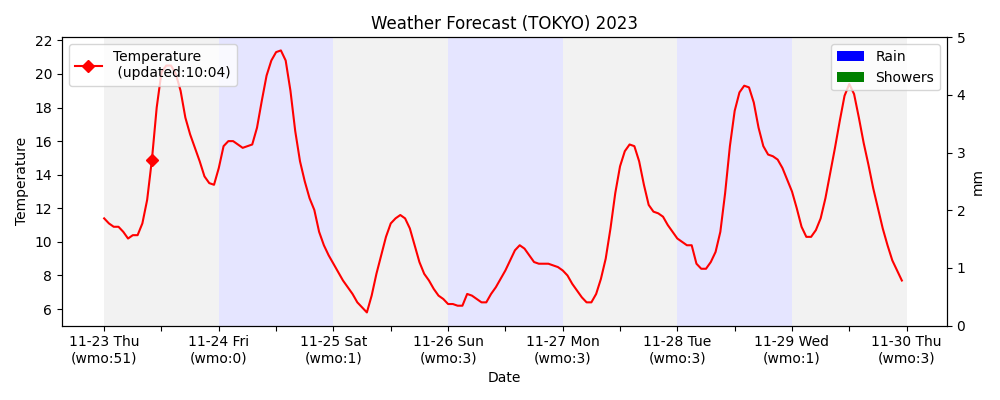 Weather Forecast (TOKYO) 2023
Temperature
(updated:10:04)
Rain
Showers
22
20
18
16
14
12
10
8
6
Temperature
5
4
3
2
1
0
mm
11-23 Thu
(wmo:51)
11-24 Fri
(wmo:0)
11-25 Sat
(wmo:1)
11-26 Sun
(wmo:3)
11-27 Mon
(wmo:3)
11-28 Tue
(wmo:3)
11-29 Wed
(wmo:1)
11-30 Thu
(wmo:3)
Date